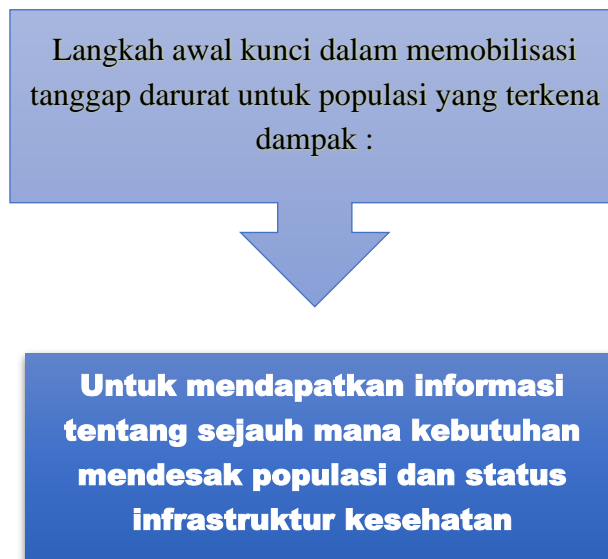 Langkah awal kunci dalam memobilisasi
tanggap darurat untuk populasi yang terkena
dampak :
Untuk mendapatkan informasi
tentang sejauh mana kebutuhan
mendesak populasi dan status
infrastruktur kesehatan